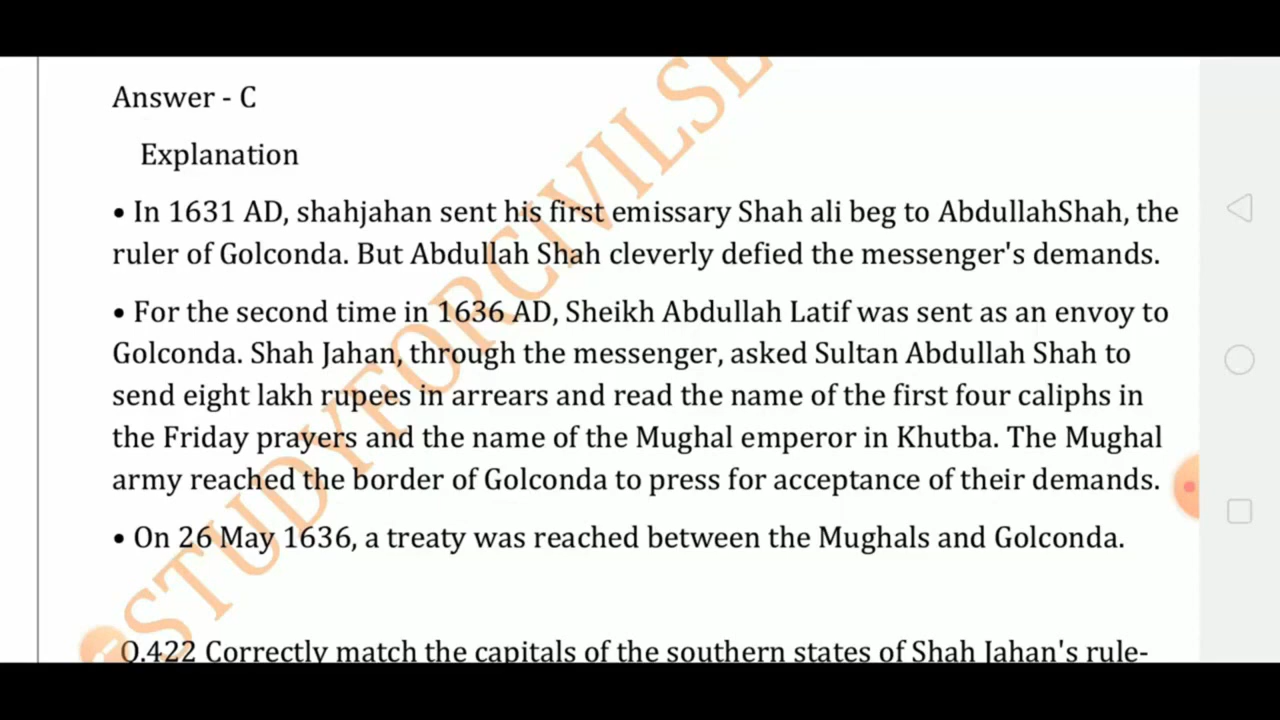 Answer - C
Explanation
• In 1631 AD, shahjahan sent his first emissary Shah ali beg to AbdullahShah, the
ruler of Golconda. But Abdullah Shah cleverly defied the messenger's demands.
• For the second time in 1636 AD, Sheikh Abdullah Latif was sent as an envoy to
Golconda. Shah Jahan, through the messenger, asked Sultan Abdullah Shah to
send eight lakh rupees in arrears and read the name of the first four caliphs in
the Friday prayers and the name of the Mughal emperor in Khutba. The Mughal
army reached the border of Golconda to press for acceptance of their demands.
• On 26 May 1636, a treaty was reached between the Mughals and Golconda.
Q.422 Correctly match the capitals of the southern states of Shah Jahan's rule-
STUDYFORCIVILSE